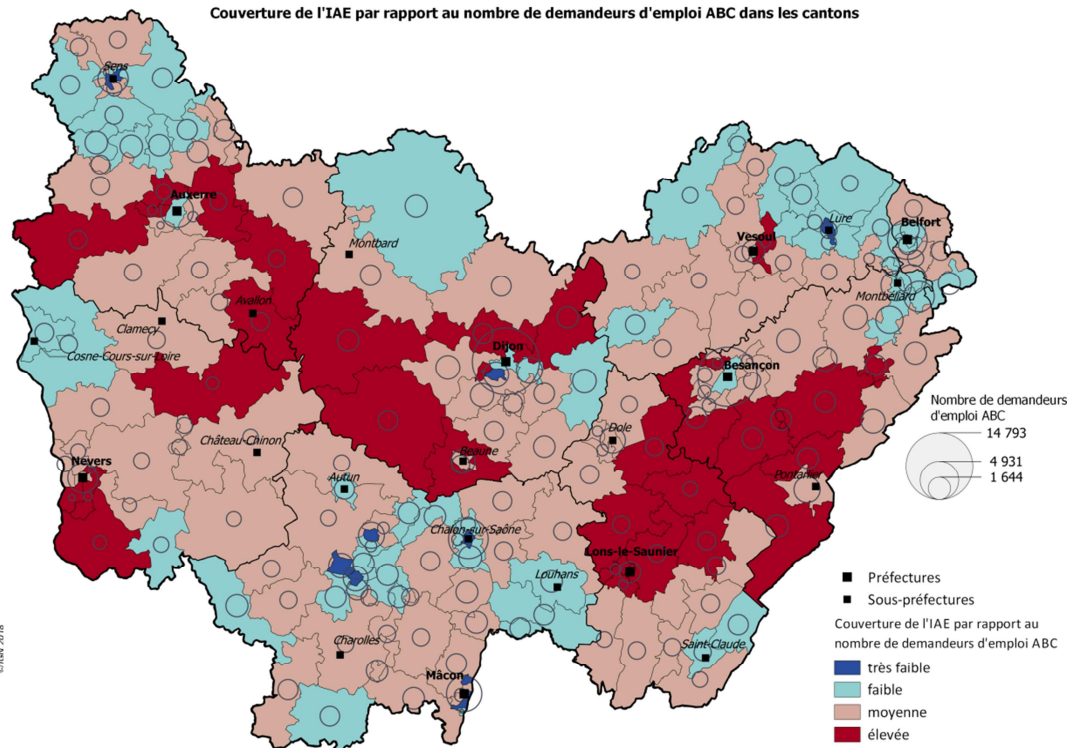 Couverture de l'IAE par rapport au nombre de demandeurs d'emploi ABC dans les cantons
Sens
Auxerre
Montbard
Vesoul
Lure
Belfort
Montbéliard
Avallon
Clamecy
Cosne-Cours-sur-Loire
Dijon
Besançon
Nombre de demandeurs
d'emploi ABC
14 793
4 931
1 644
Château-Chinon
Dole
Nevers
Beaune
Pontarlier
Autun
Chalon-sur-Saône
Lons-le-Saunier
Louhans
Charolles
Saint-Claude
Mâcon
Préfectures
Sous-préfectures
Couverture de l'IAE par rapport au
nombre de demandeurs d'emploi ABC
très faible
faible
moyenne
élevée
2018